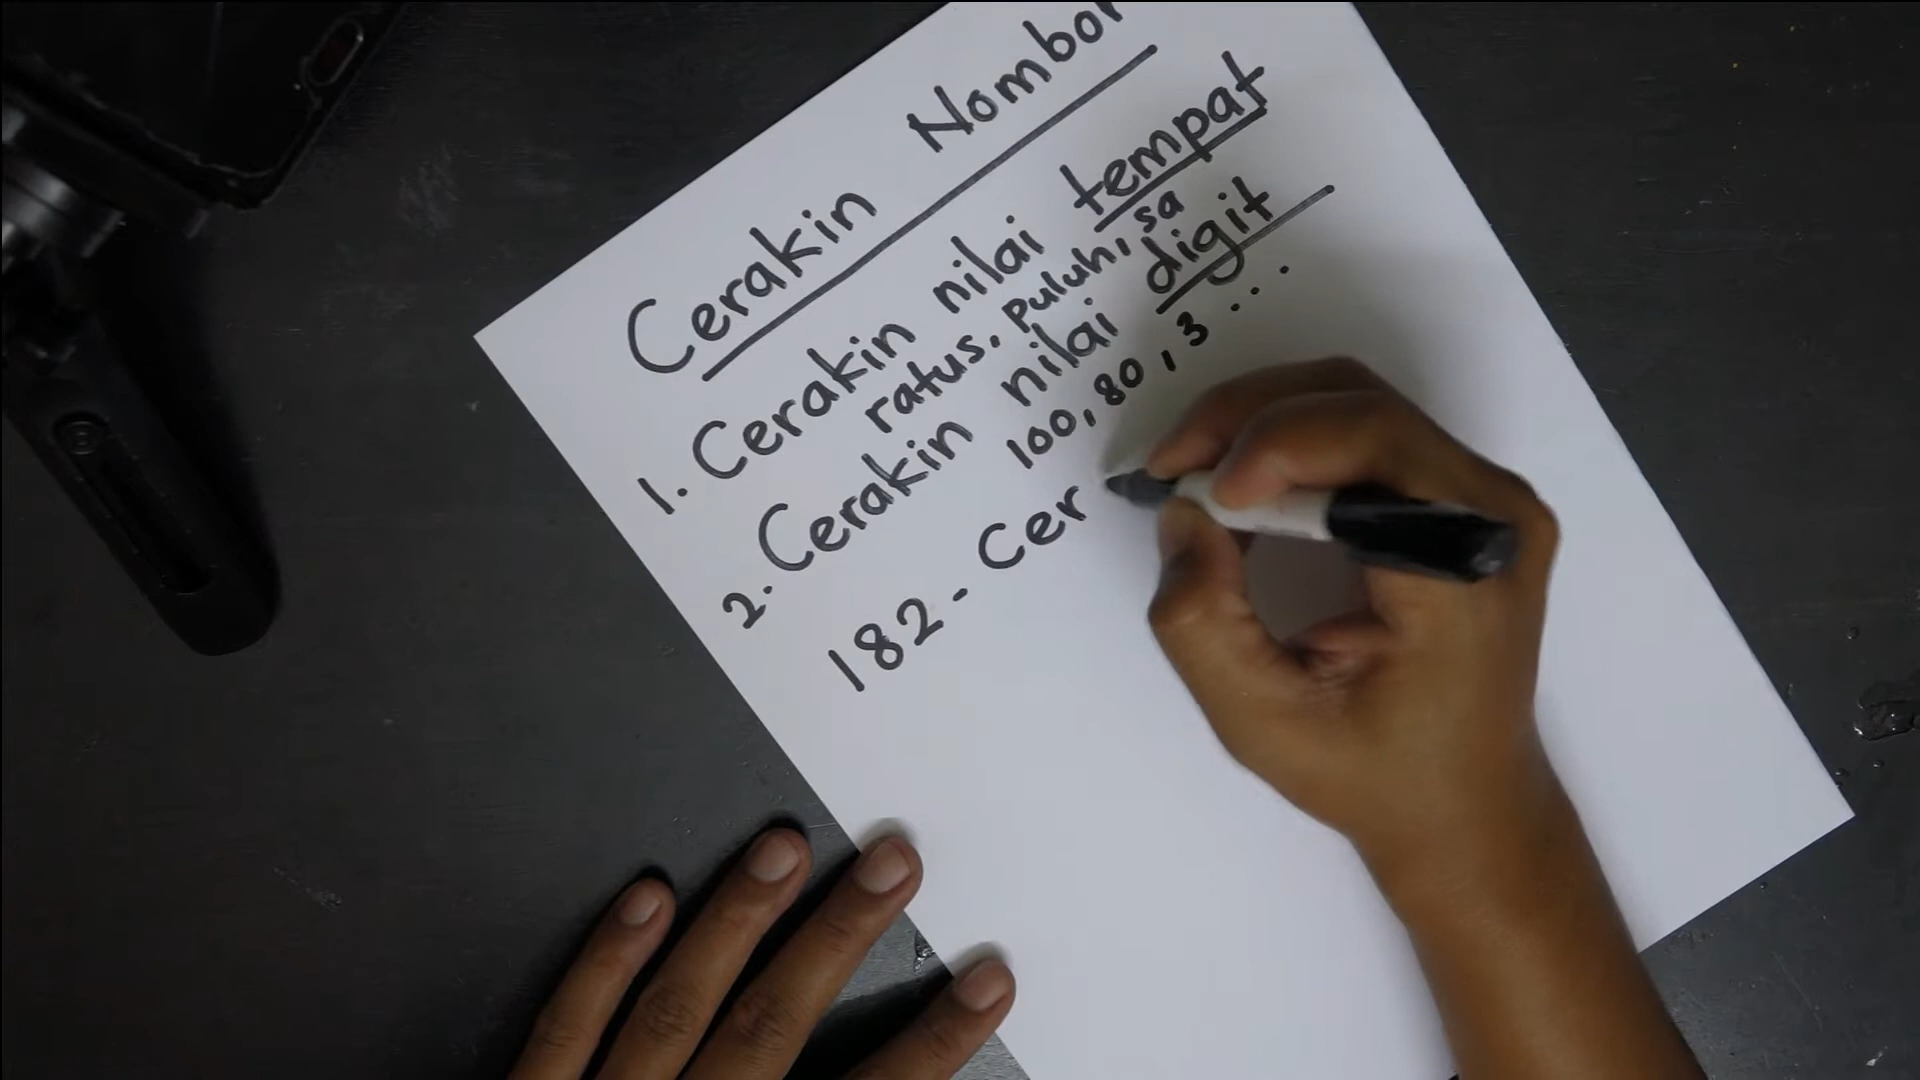 Cerakin Nombor
1. Cerakin nilai tempat
ratus, puluh, sa
2. Cerakin nilai digit
100, 80, 3...
182 - Cer